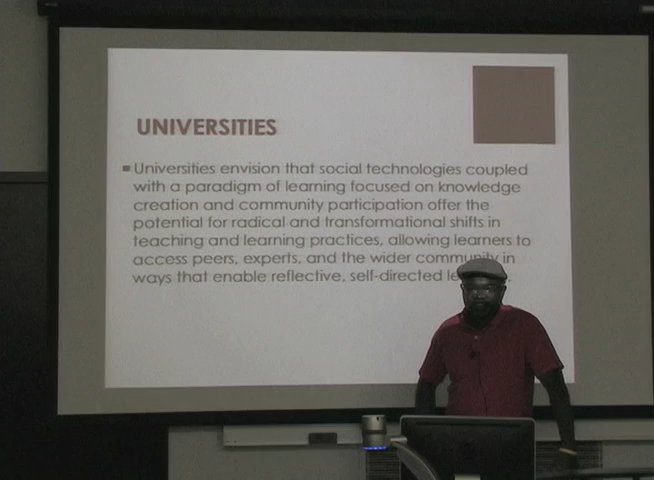 UNIVERSITIES
Universities envision that social technologies coupled
with a paradigm of learning focused on knowledge
creation and community participation offer the
potential for radical and transformational shifts in
teaching and learning practices, allowing learners to
access peers, experts, and the wider community in
ways that enable reflective, self-directed